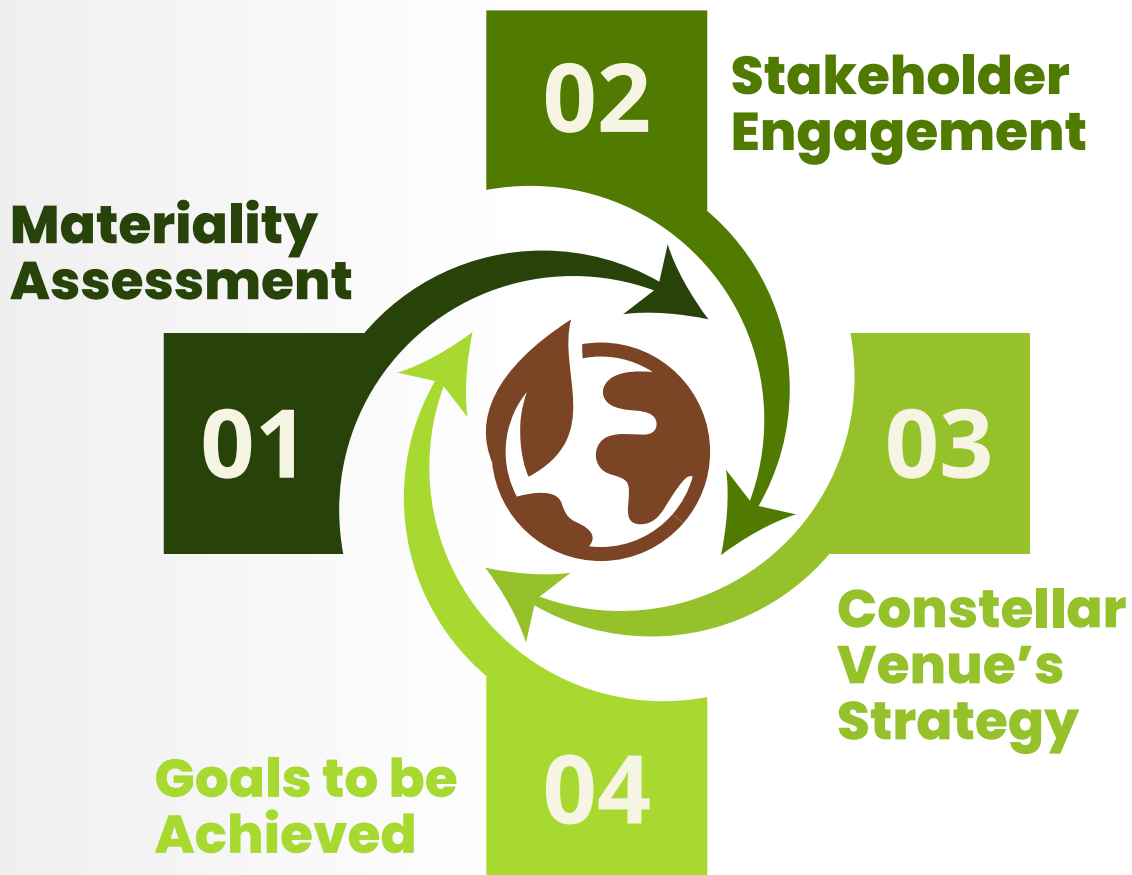 01
Materiality
Assessment
02
Stakeholder
Engagement
03
Constellar
Venue’s
Strategy
04
Goals to be
Achieved